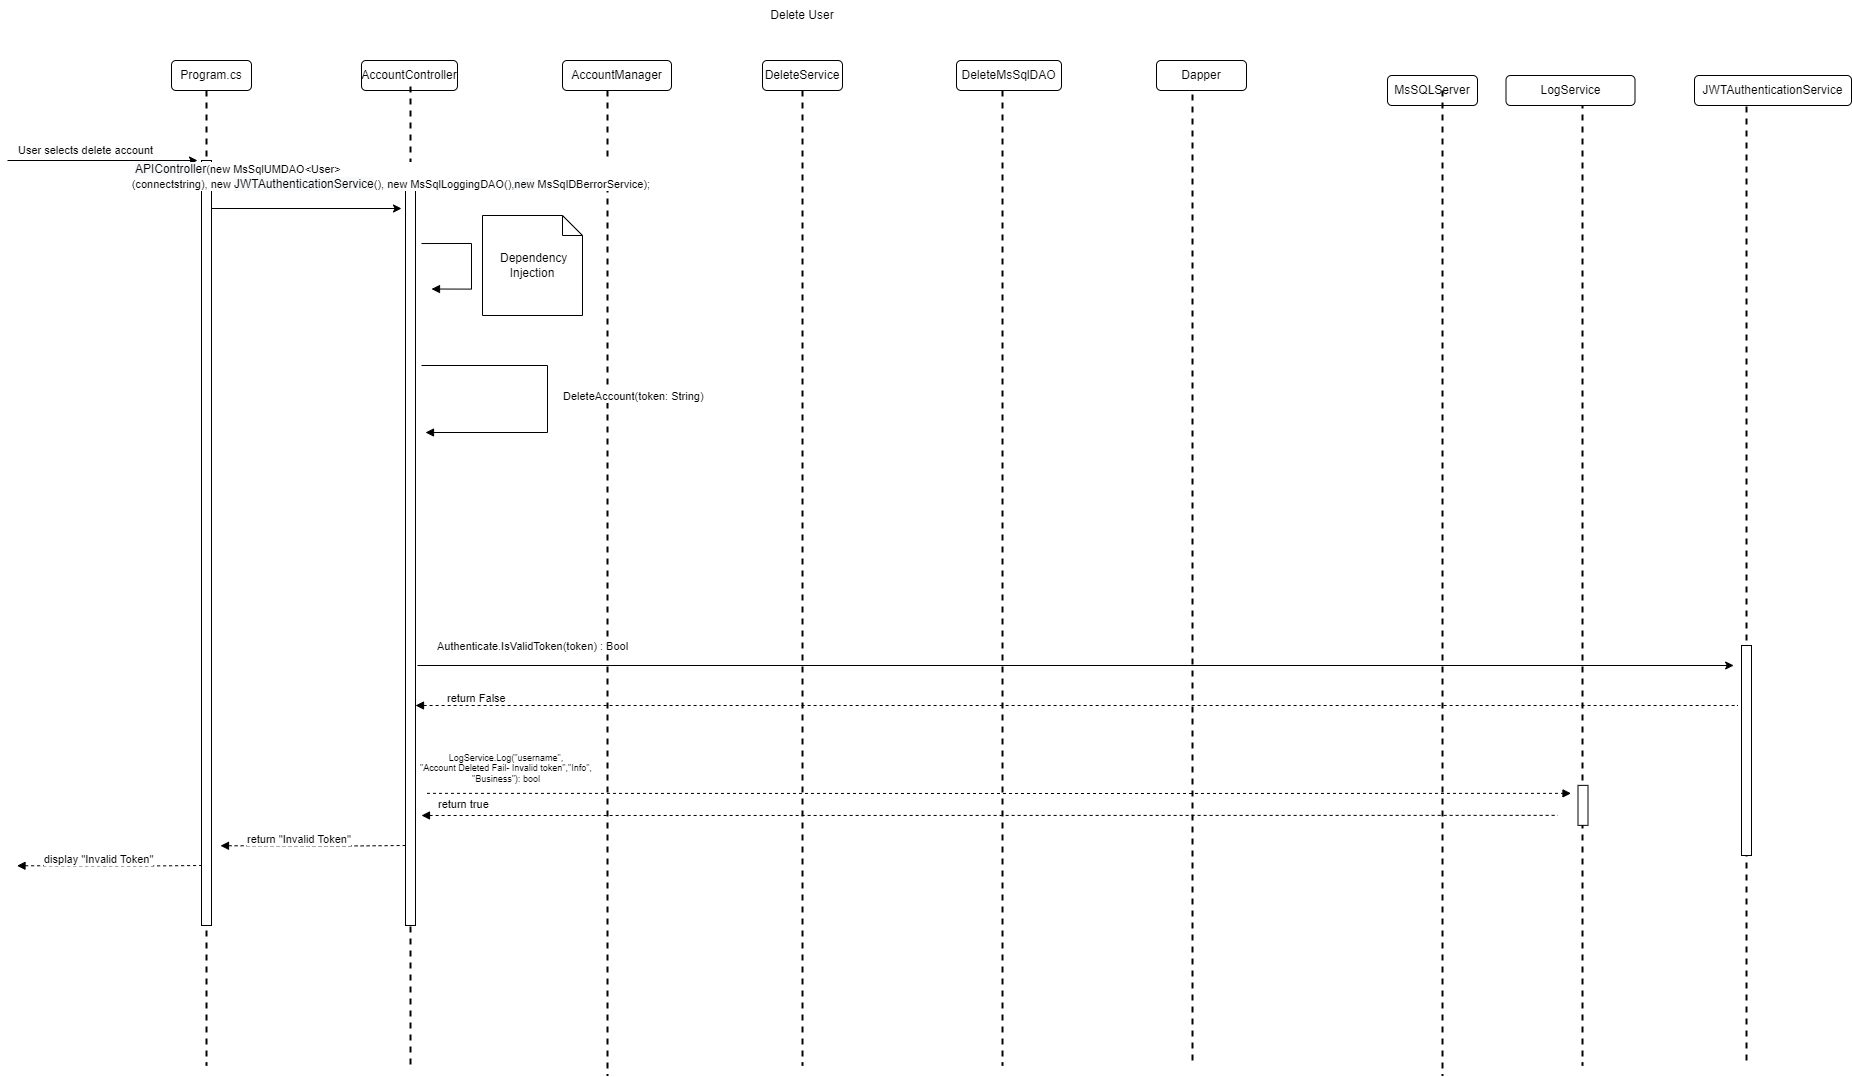 Delete User
Program.cs
AccountController
AccountManager
DeleteService
DeleteMsSqlDAO
Dapper
MsSQLServer
LogService
JWTAuthenticationService
User selects delete account
APIController(new MsSqlUMDAO<User>
(connectstring), new JWTAuthenticationService(), new MsSqlLoggingDAO(),new MsSqlDBerrorService);
Dependency
Injection
DeleteAccount(token: String)
Authenticate.IsValidToken(token) : Bool
return False
LogService.Log("username",
"Account Deleted Fail- Invalid token","Info",
"Business"): bool
return true
return "Invalid Token"
display "Invalid Token"